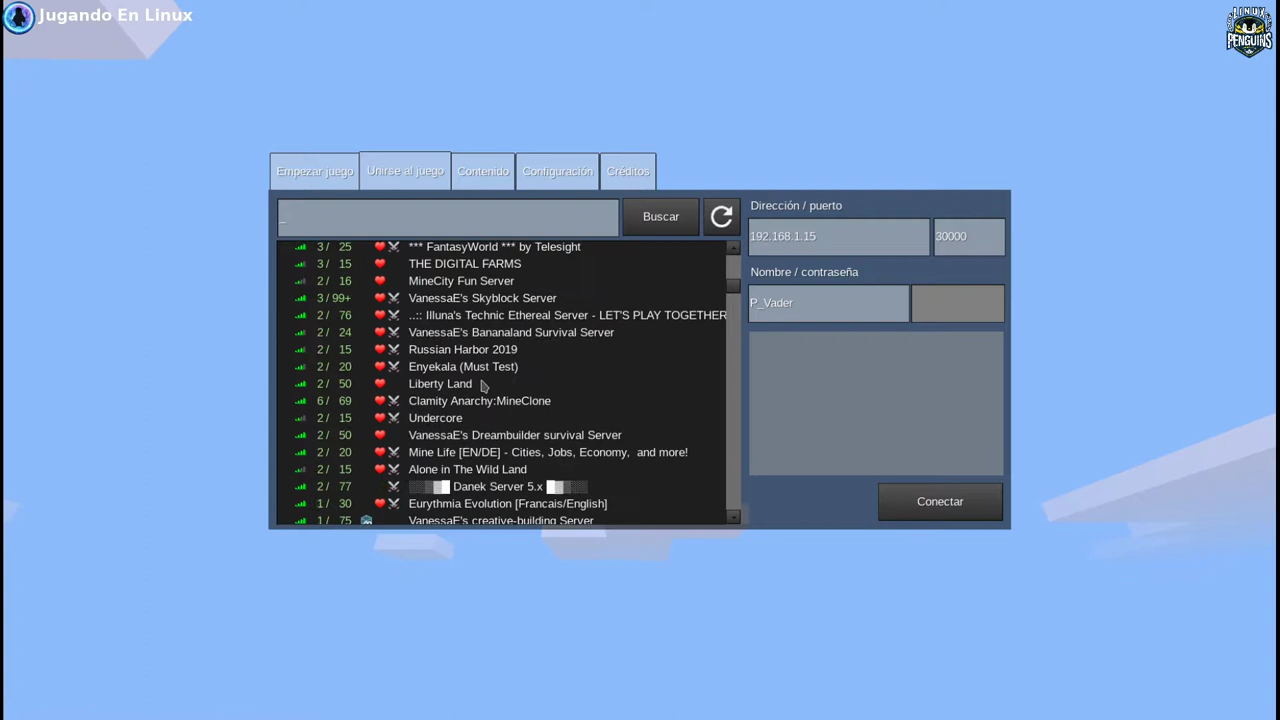 Jugando En Linux
LINUX
PENGUINS
Empezar juego Unirse al juego Contenido Configuración Créditos
_ Buscar
Dirección / puerto
192.168.1.15 30000
Nombre / contraseña
P_Vader
3 / 25 *** FantasyWorld *** by Telesight
3 / 15 THE DIGITAL FARMS
2 / 16 MineCity Fun Server
3 / 99+ VanessaE's Skyblock Server
2 / 76 ..:: Illuna's Technic Ethereal Server - LET'S PLAY TOGETHER
2 / 24 VanessaE's Bananaland Survival Server
2 / 15 Russian Harbor 2019
2 / 20 Enyekala (Must Test)
2 / 50 Liberty Land
6 / 69 Clamity Anarchy:MineClone
2 / 15 Undercore
2 / 50 VanessaE's Dreambuilder survival Server
2 / 20 Mine Life [EN/DE] - Cities, Jobs, Economy, and more!
2 / 15 Alone in The Wild Land
2 / 77 ░░▒▓█ Danek Server 5.x █▓▒░░
1 / 30 Eurythmia Evolution [Francais/English]
1 / 75 VanessaE's creative-building Server
Conectar